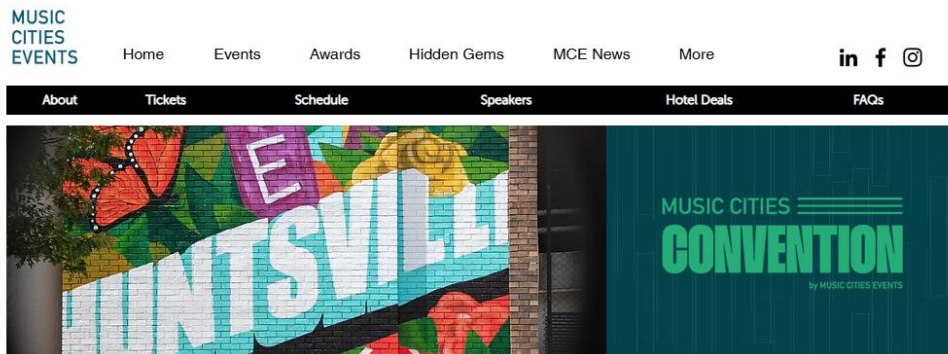 MUSIC
CITIES
EVENTS
Home Events Awards Hidden Gems MCE News More
in f
About Tickets Schedule Speakers Hotel Deals FAQs
E
HUNTSVILL
MUSIC CITIES
CONVENTION
by MUSIC CITIES EVENTS